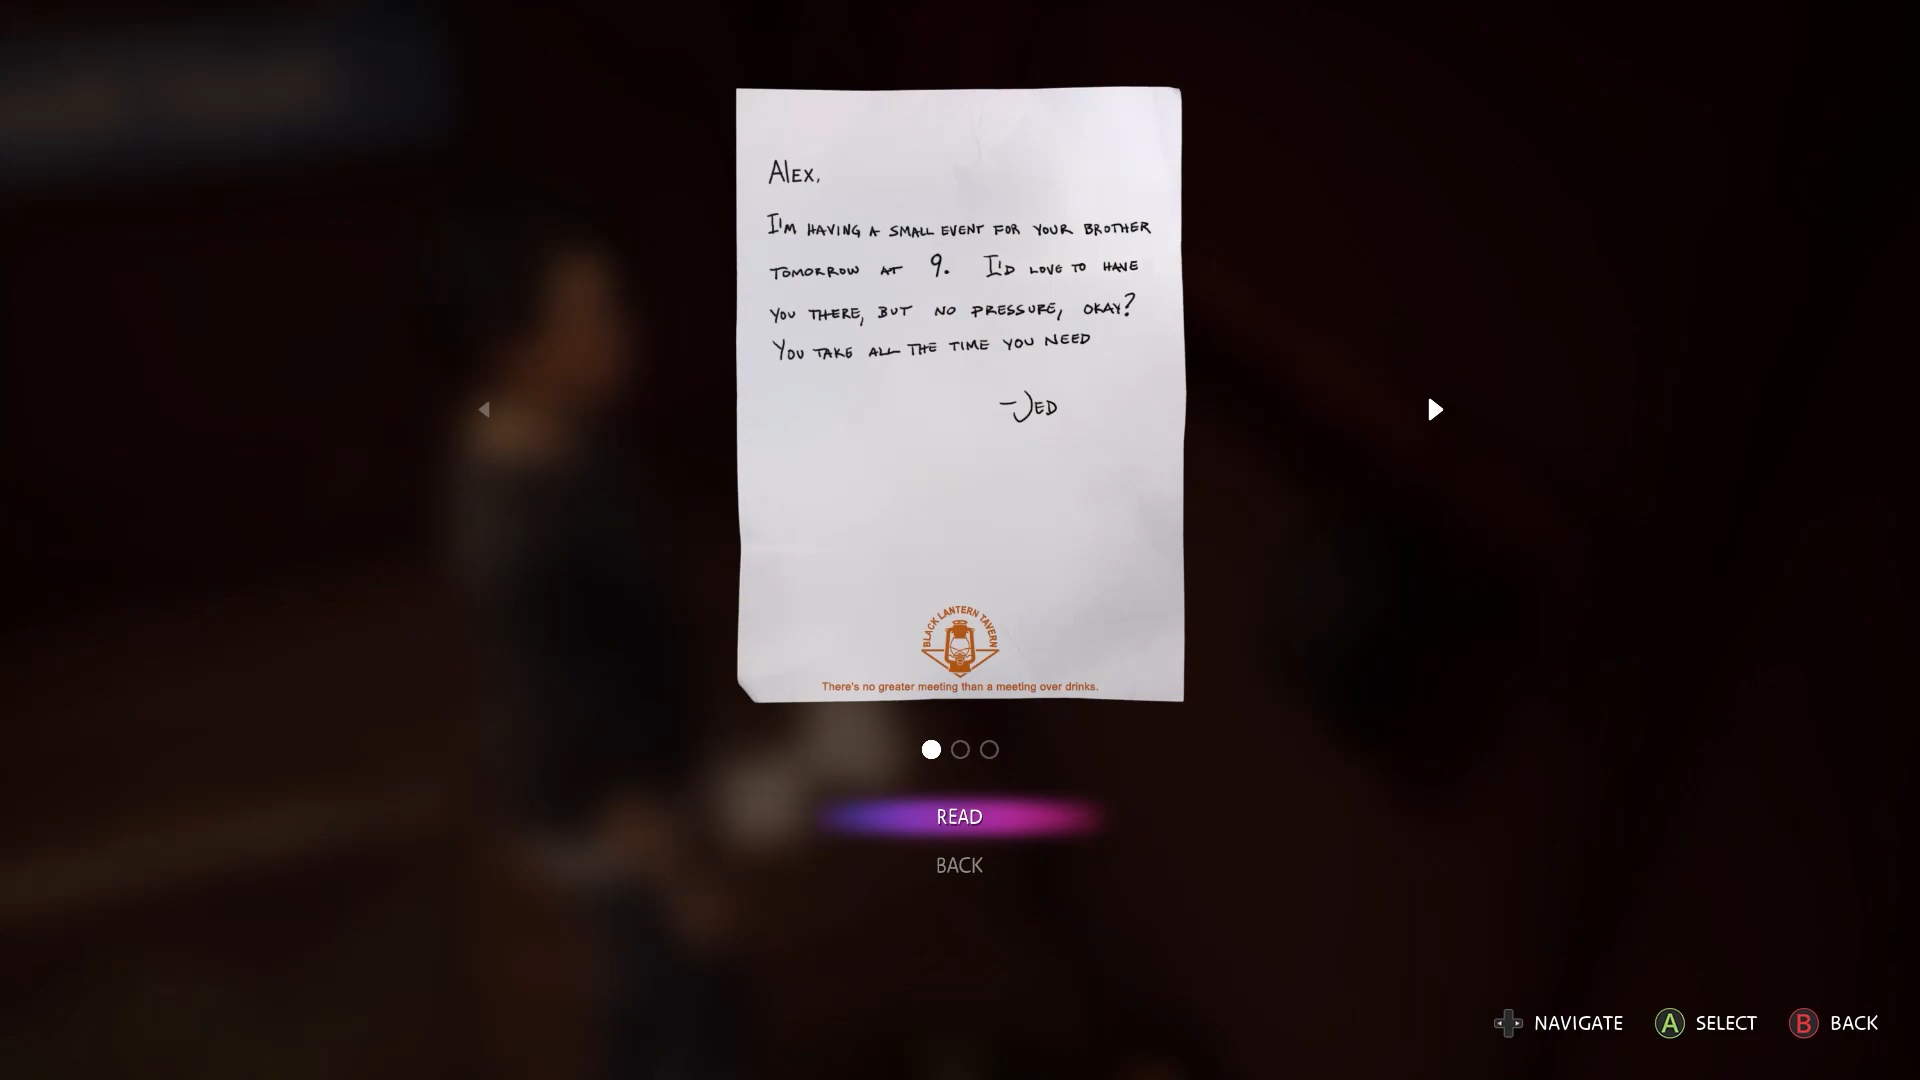 Alex,
I'm having a small event for your brother
tomorrow at 9. I'd love to have
you there, but no pressure, okay?
You take all the time you need
-Jed
BLACK LANTERN TAVERN
There's no greater meeting than a meeting over drinks.
READ
BACK
NAVIGATE A SELECT B BACK